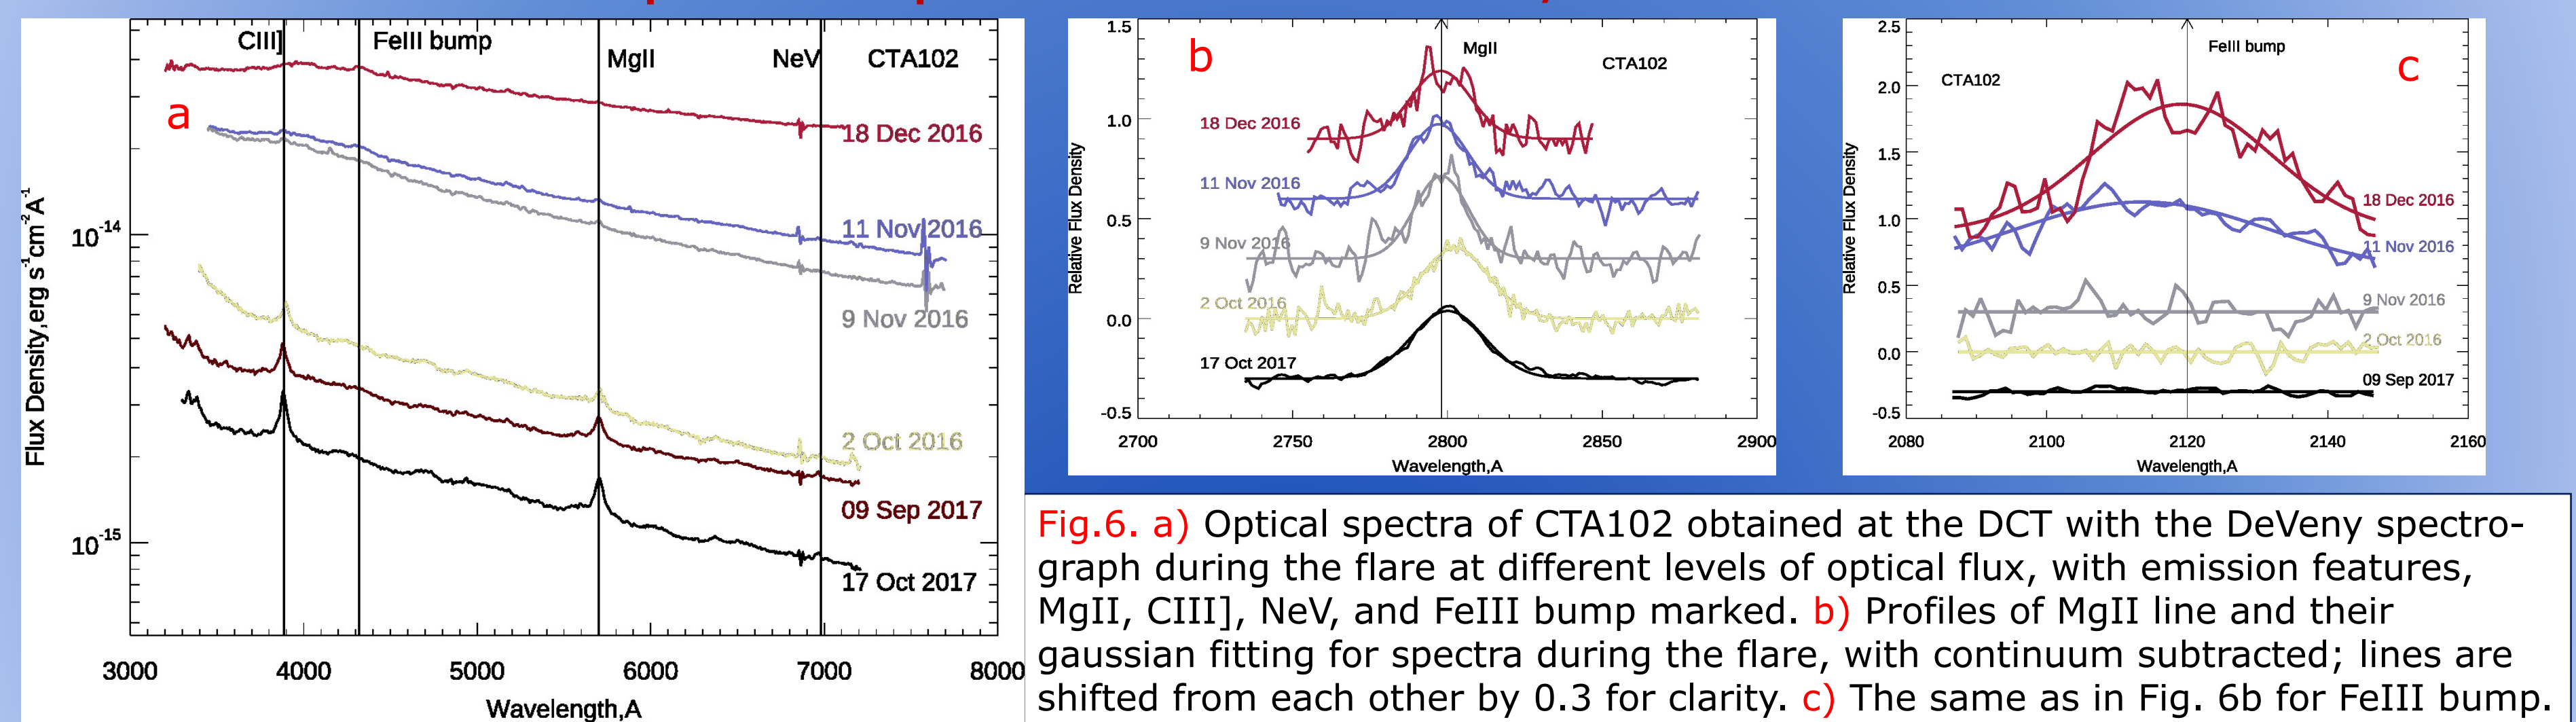 CIII]
FeIII bump
MgII
NeV
CTA102
a
18 Dec 2016
11 Nov 2016
9 Nov 2016
2 Oct 2016
09 Sep 2017
17 Oct 2017
10-14
10-15
Flux Density,erg s-1cm-2A-1
3000 4000 5000 6000 7000 8000
Wavelength,A
b
MgII
CTA102
18 Dec 2016
11 Nov 2016
9 Nov 2016
2 Oct 2016
17 Oct 2017
1.5
1.0
0.5
0.0
-0.5
Relative Flux Density
2700 2750 2800 2850 2900
Wavelength,A
c
FeIII bump
CTA102
18 Dec 2016
11 Nov 2016
9 Nov 2016
2 Oct 2016
09 Sep 2017
2.5
2.0
1.5
1.0
0.5
0.0
-0.5
Relative Flux Density
2080 2100 2120 2140 2160
Wavelength,A
Fig.6. a) Optical spectra of CTA102 obtained at the DCT with the DeVeny spectro-
graph during the flare at different levels of optical flux, with emission features,
MgII, CIII], NeV, and FeIII bump marked. b) Profiles of MgII line and their
gaussian fitting for spectra during the flare, with continuum subtracted; lines are
shifted from each other by 0.3 for clarity. c) The same as in Fig. 6b for FeIII bump.